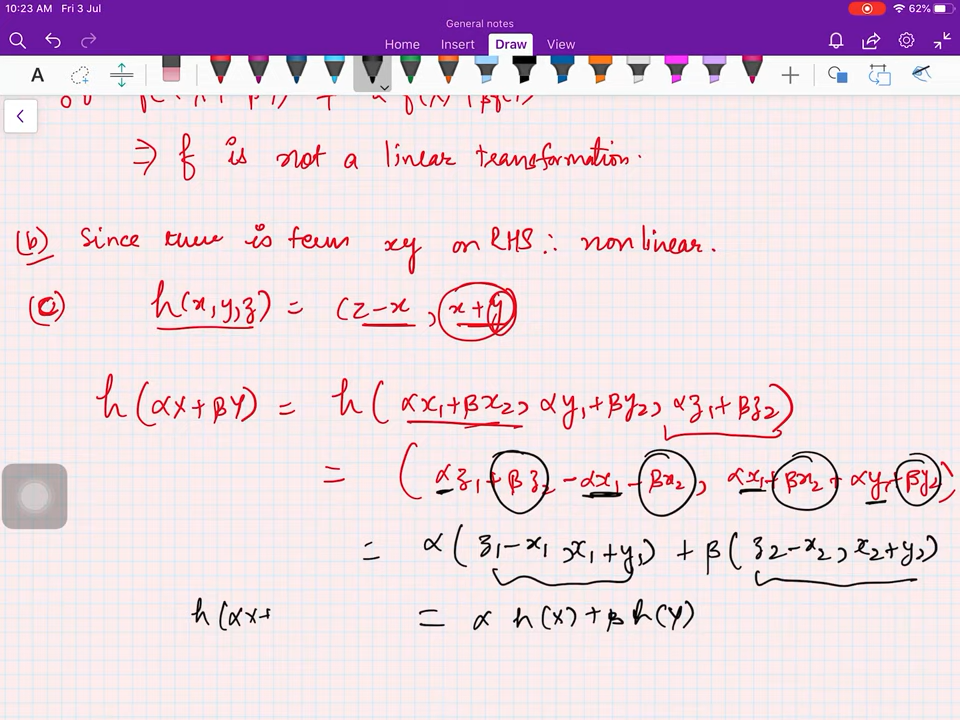 10:23 AM Fri 3 Jul
62%
General notes
Home Insert Draw View
A
⇒ f is not a linear transformation.
(b) Since there is term xy on RHS ∴ nonlinear.
(c) h(x,y,z) = (z-x, x+y)
h(αX+βY) = h(αx₁+βx₂, αy₁+βy₂, αz₁+βz₂)
= (αz₁+βz₂-αx₁-βx₂, αx₁+βx₂+αy₁+βy₂)
= α(z₁-x₁, x₁+y₁) + β(z₂-x₂, x₂+y₂)
h(αx+ = α h(X)+βh(Y)